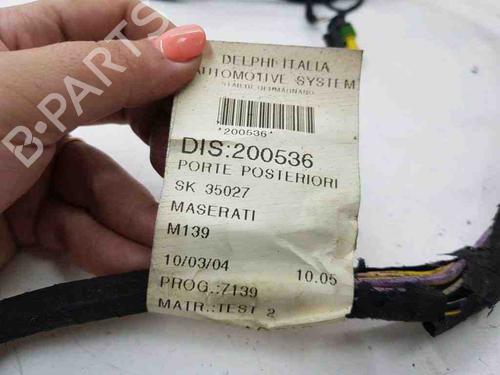 DELPHI ITALIA
AUTOMOTIVE SYSTEM
*200536*
DIS:200536
PORTE POSTERIORI
SK 35027
MASERATI
M139
10/03/04 10.05
PROG.:7139
MATR.:TEST 2
B-PARTS